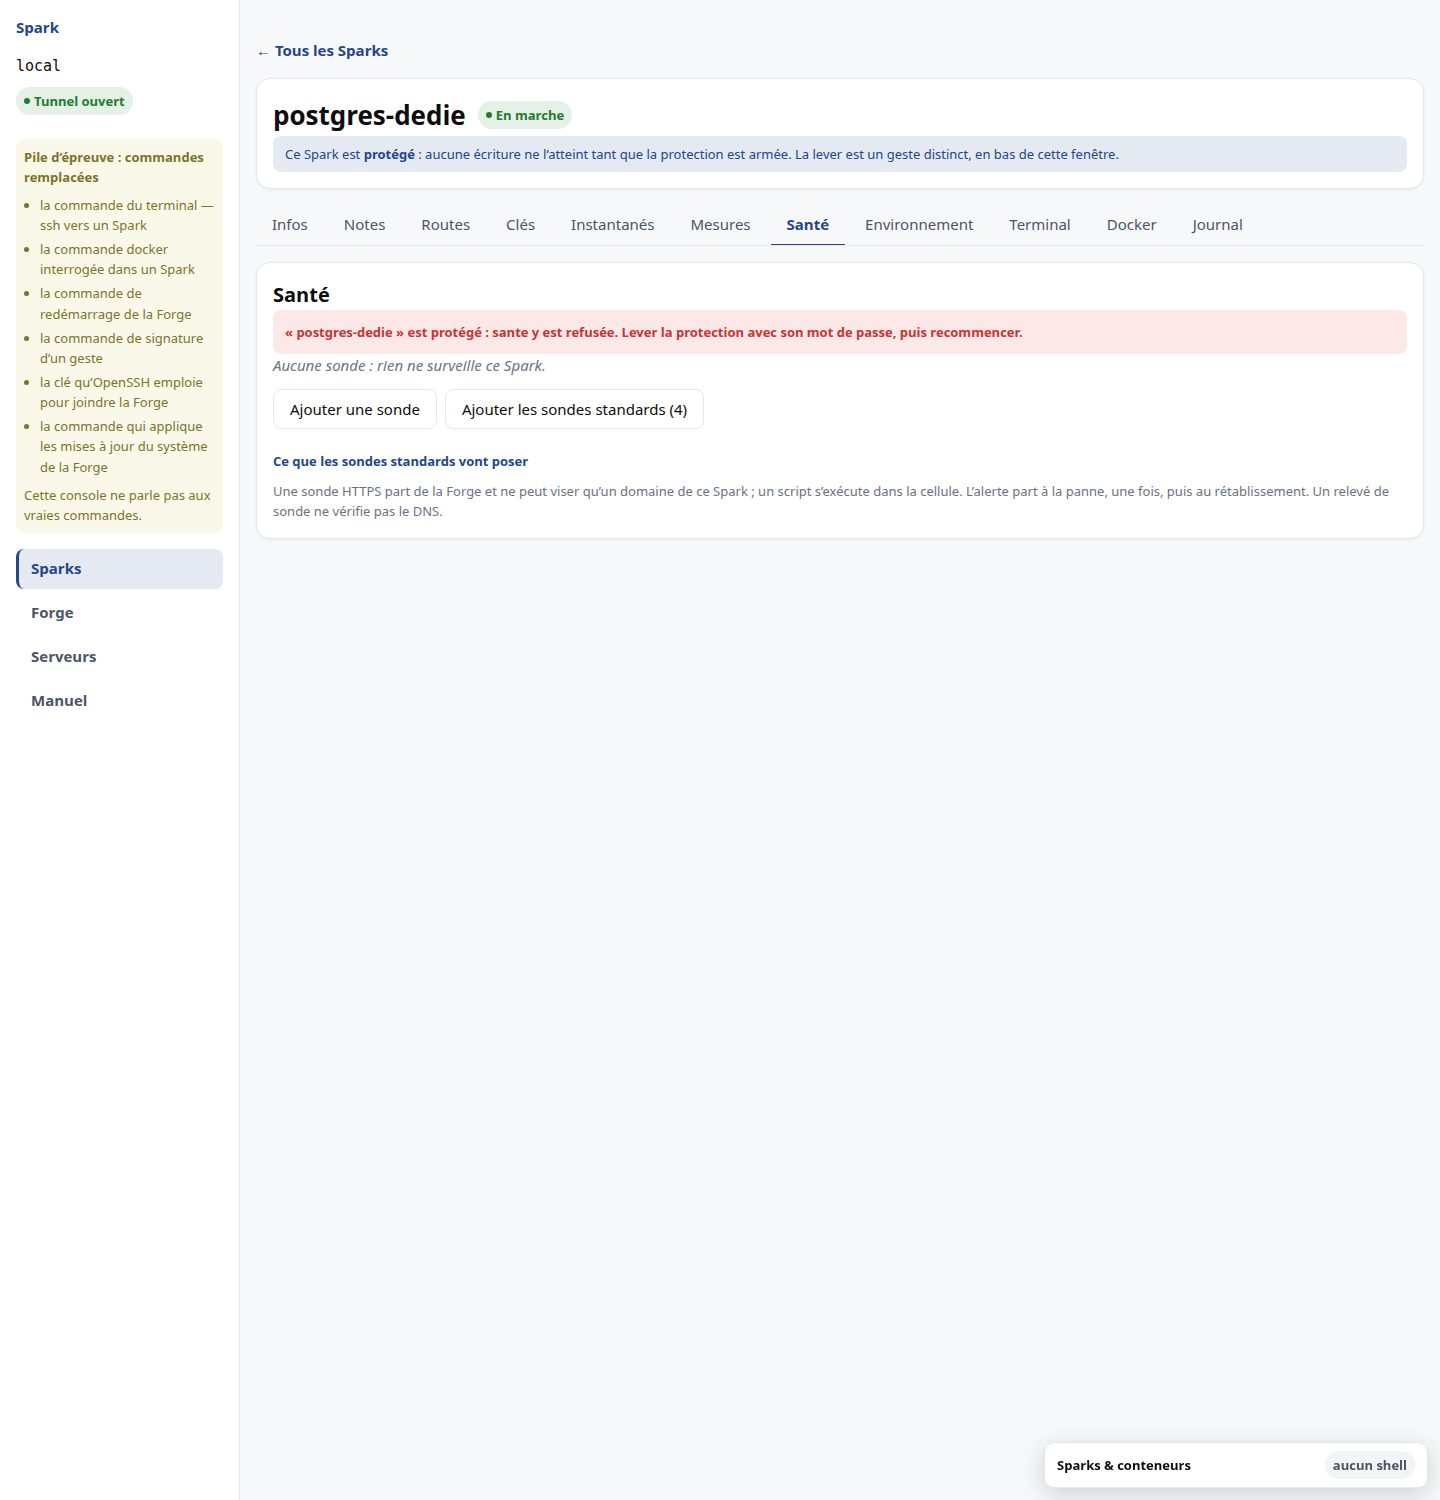 Spark
local
Tunnel ouvert
Pile d’épreuve : commandes
remplacées
la commande du terminal —
ssh vers un Spark
la commande docker
interrogée dans un Spark
la commande de
redémarrage de la Forge
la commande de signature
d’un geste
la clé qu’OpenSSH emploie
pour joindre la Forge
la commande qui applique
les mises à jour du système
de la Forge
Cette console ne parle pas aux
vraies commandes.
Sparks
Forge
Serveurs
Manuel
← Tous les Sparks
postgres-dedie En marche
Ce Spark est protégé : aucune écriture ne l’atteint tant que la protection est armée. La lever est un geste distinct, en bas de cette fenêtre.
Infos Notes Routes Clés Instantanés Mesures Santé Environnement Terminal Docker Journal
Santé
« postgres-dedie » est protégé : sante y est refusée. Lever la protection avec son mot de passe, puis recommencer.
Aucune sonde : rien ne surveille ce Spark.
Ajouter une sonde Ajouter les sondes standards (4)
Ce que les sondes standards vont poser
Une sonde HTTPS part de la Forge et ne peut viser qu’un domaine de ce Spark ; un script s’exécute dans la cellule. L’alerte part à la panne, une fois, puis au rétablissement. Un relevé de
sonde ne vérifie pas le DNS.
Sparks & conteneurs aucun shell